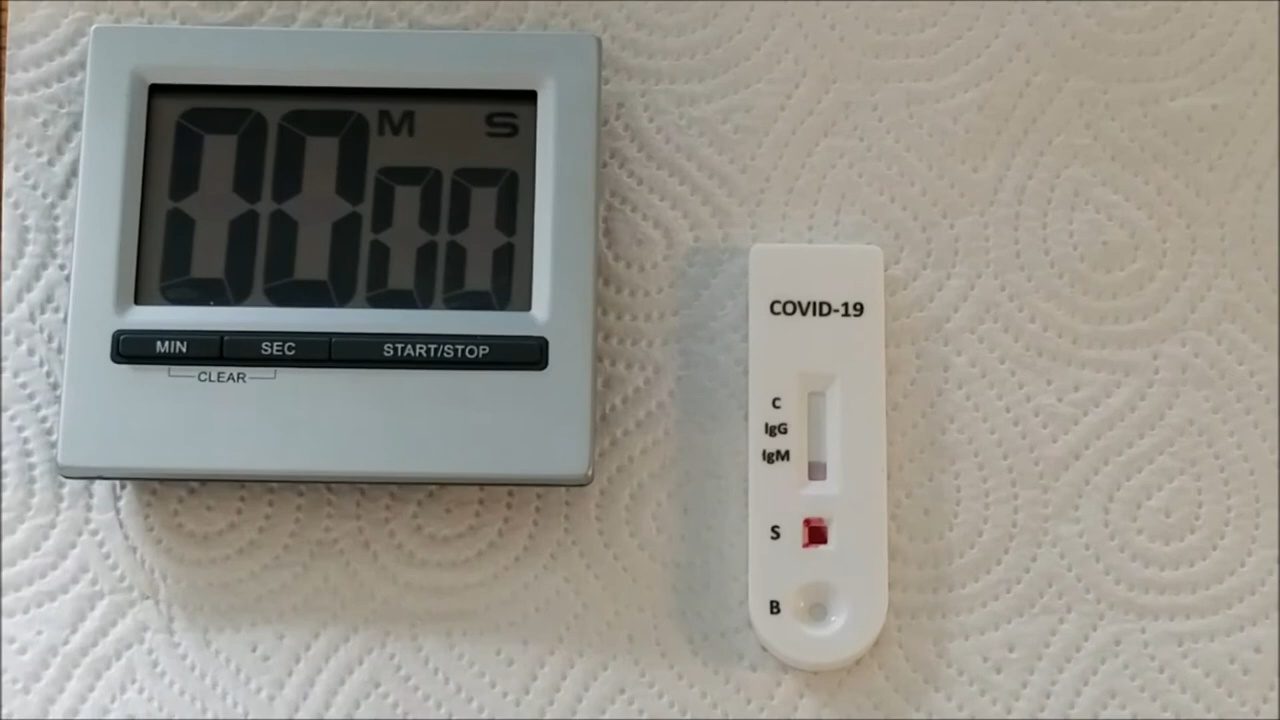 00 M 00 S
MIN SEC START/STOP
CLEAR
COVID-19
C
IgG
IgM
S
B